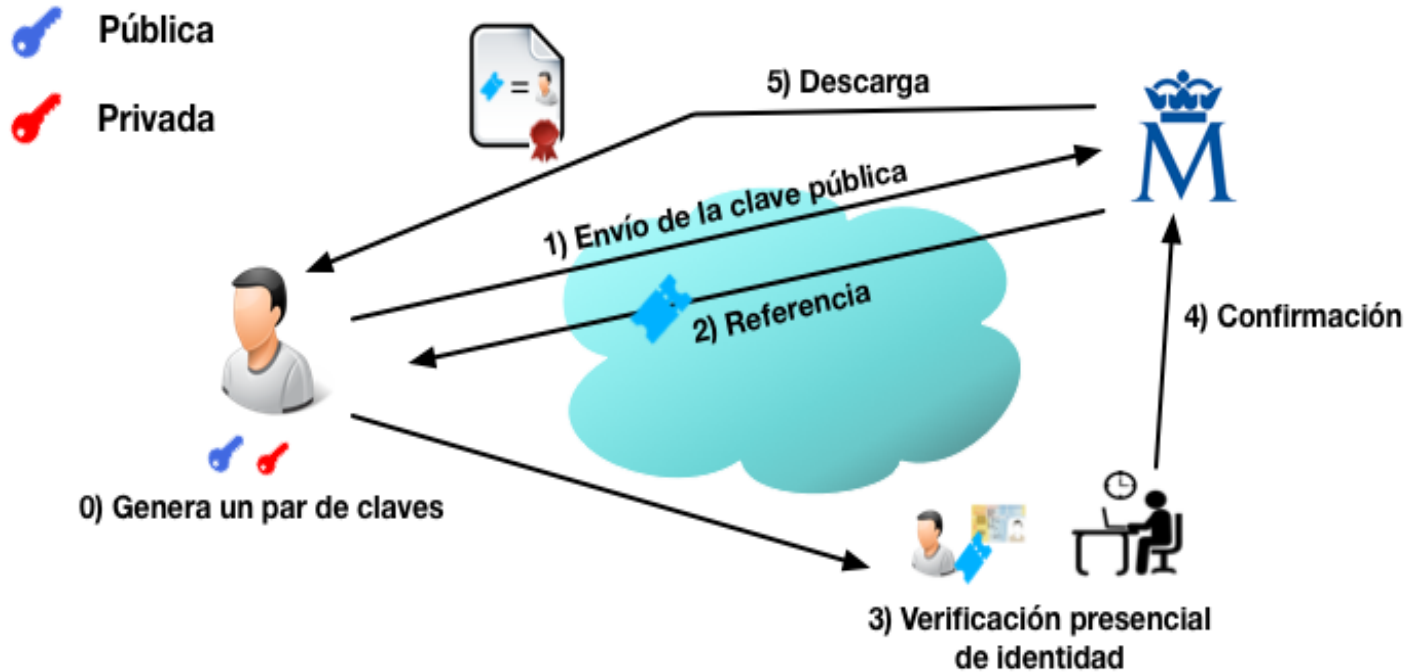 Pública
Privada
=
5) Descarga
M
1) Envío de la clave pública
2) Referencia
4) Confirmación
0) Genera un par de claves
3) Verificación presencial
de identidad